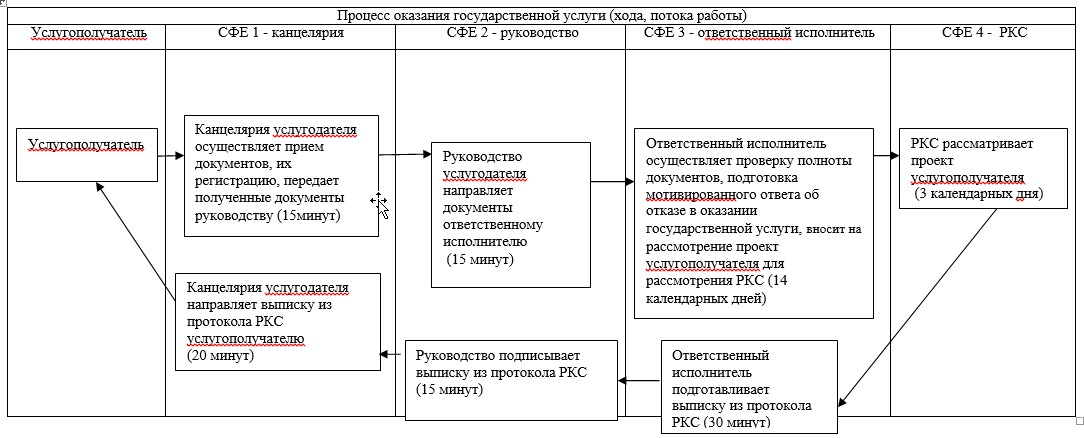 Процесс оказания государственной услуги (хода, потока работы)
Услугополучатель
СФЕ 1 - канцелярия
СФЕ 2 - руководство
СФЕ 3 - ответственный исполнитель
СФЕ 4 - РКС
Услугополучатель
Канцелярия услугодателя
осуществляет прием
документов, их
регистрацию, передает
полученные документы
руководству (15минут)
Руководство
услугодателя
направляет
документы
ответственному
исполнителю
(15 минут)
Ответственный исполнитель
осуществляет проверку полноты
документов, подготовка
мотивированного ответа об
отказе в оказании
государственной услуги, вносит на
рассмотрение проект
услугополучателя для
рассмотрения РКС (14
календарных дней)
РКС рассматривает
проект
услугополучателя
(3 календарных дня)
Канцелярия услугодателя
направляет выписку из
протокола РКС
услугополучателю
(20 минут)
Руководство подписывает
выписку из протокола РКС
(15 минут)
Ответственный
исполнитель
подготавливает
выписку из протокола
РКС (30 минут)